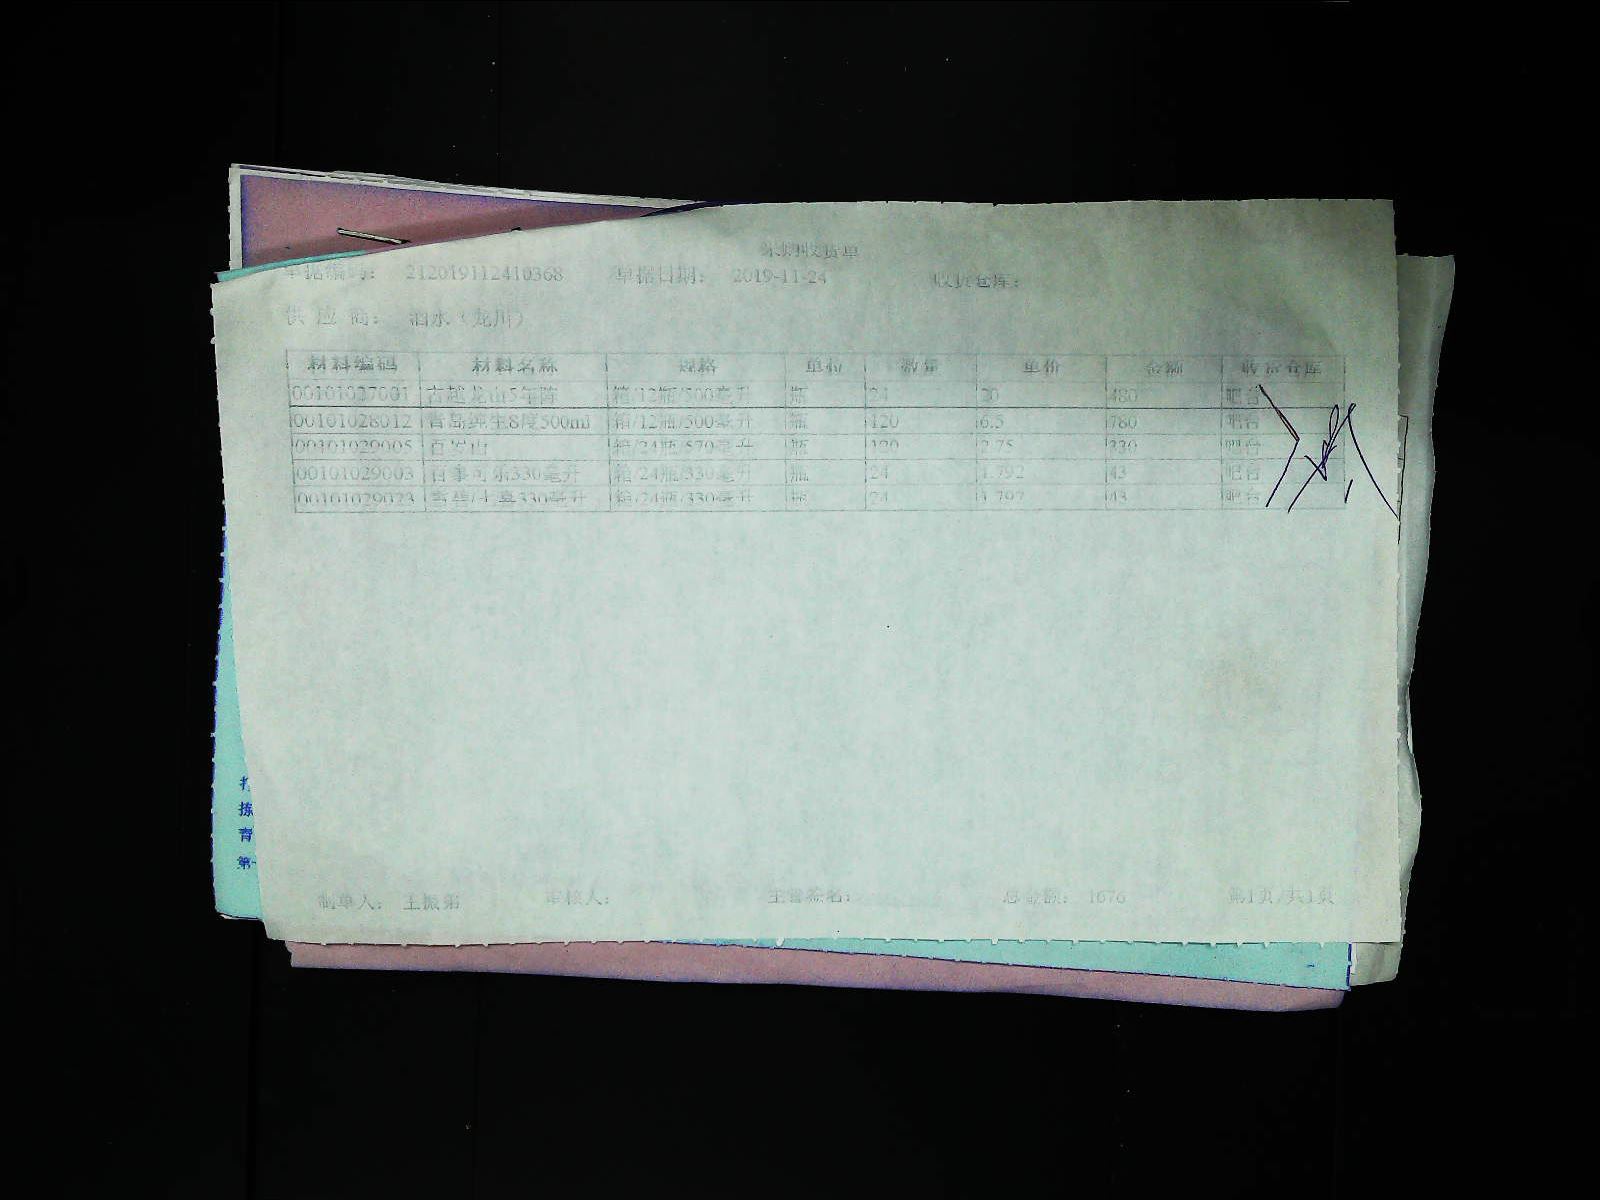 采购收货单
单据编码： 212019112410368 单据日期： 2019-11-24 收货仓库：
供 应 商： 酒水（龙川）
材料编码 材料名称 规格 单位 数量 单价 金额 收货仓库
00101027001 古越龙山5年陈 箱/12瓶/500毫升 瓶 24 20 480 吧台
00101028012 青岛纯生8度500ml 箱/12瓶/500毫升 瓶 120 6.5 780 吧台
00101029005 百岁山 箱/24瓶/570毫升 瓶 120 2.75 330 吧台
00101029003 百事可乐330毫升 箱/24瓶/330毫升 瓶 24 1.792 43 吧台
00101029023 箱/24瓶/330毫升 瓶 24 1.792 43 吧台
拣
青
第一
制单人： 王振弟 审核人： 主管签名： 总金额： 1676 第1页/共1页